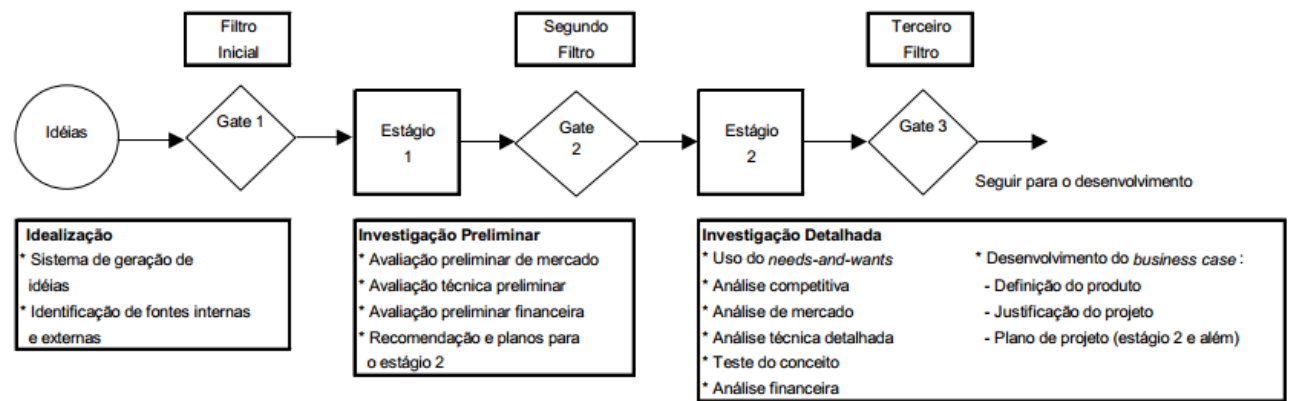 Filtro
Inicial
Segundo
Filtro
Terceiro
Filtro
Idéias
Gate 1
Estágio
1
Gate
2
Estágio
2
Gate 3
Seguir para o desenvolvimento
Idealização
* Sistema de geração de
idéias
* Identificação de fontes internas
e externas
Investigação Preliminar
* Avaliação preliminar de mercado
* Avaliação técnica preliminar
* Avaliação preliminar financeira
* Recomendação e planos para
o estágio 2
Investigação Detalhada
* Uso do needs-and-wants
* Análise competitiva
* Análise de mercado
* Análise técnica detalhada
* Teste do conceito
* Análise financeira
* Desenvolvimento do business case :
- Definição do produto
- Justificação do projeto
- Plano de projeto (estágio 2 e além)